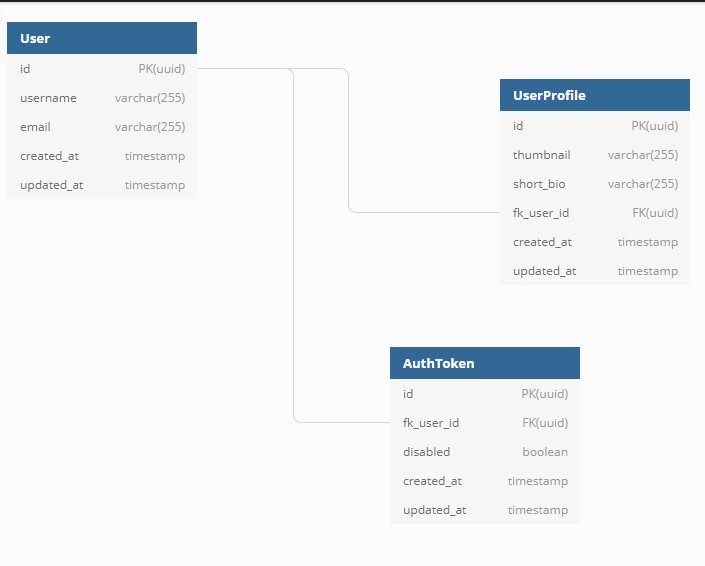 User
id PK(uuid)
username varchar(255)
email varchar(255)
created_at timestamp
updated_at timestamp
UserProfile
id PK(uuid)
thumbnail varchar(255)
short_bio varchar(255)
fk_user_id FK(uuid)
created_at timestamp
updated_at timestamp
AuthToken
id PK(uuid)
fk_user_id FK(uuid)
disabled boolean
created_at timestamp
updated_at timestamp